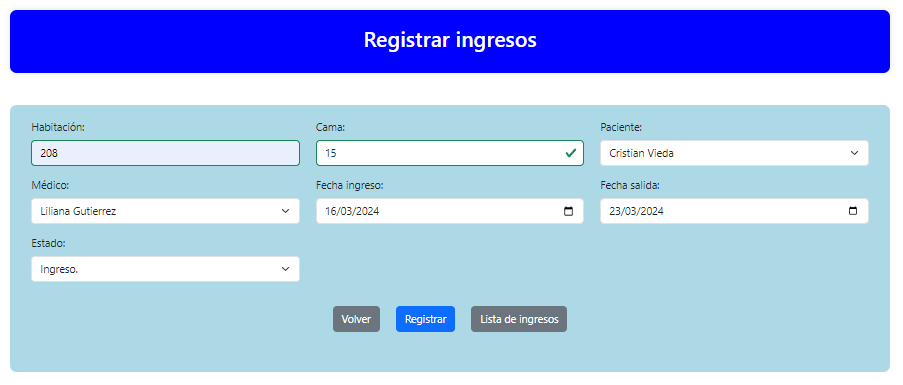 Registrar ingresos
Habitación: Cama: Paciente:
208 15 Cristian Vieda
Médico: Fecha ingreso: Fecha salida:
Liliana Gutierrez 16/03/2024 23/03/2024
Estado:
Ingreso.
Volver Registrar Lista de ingresos